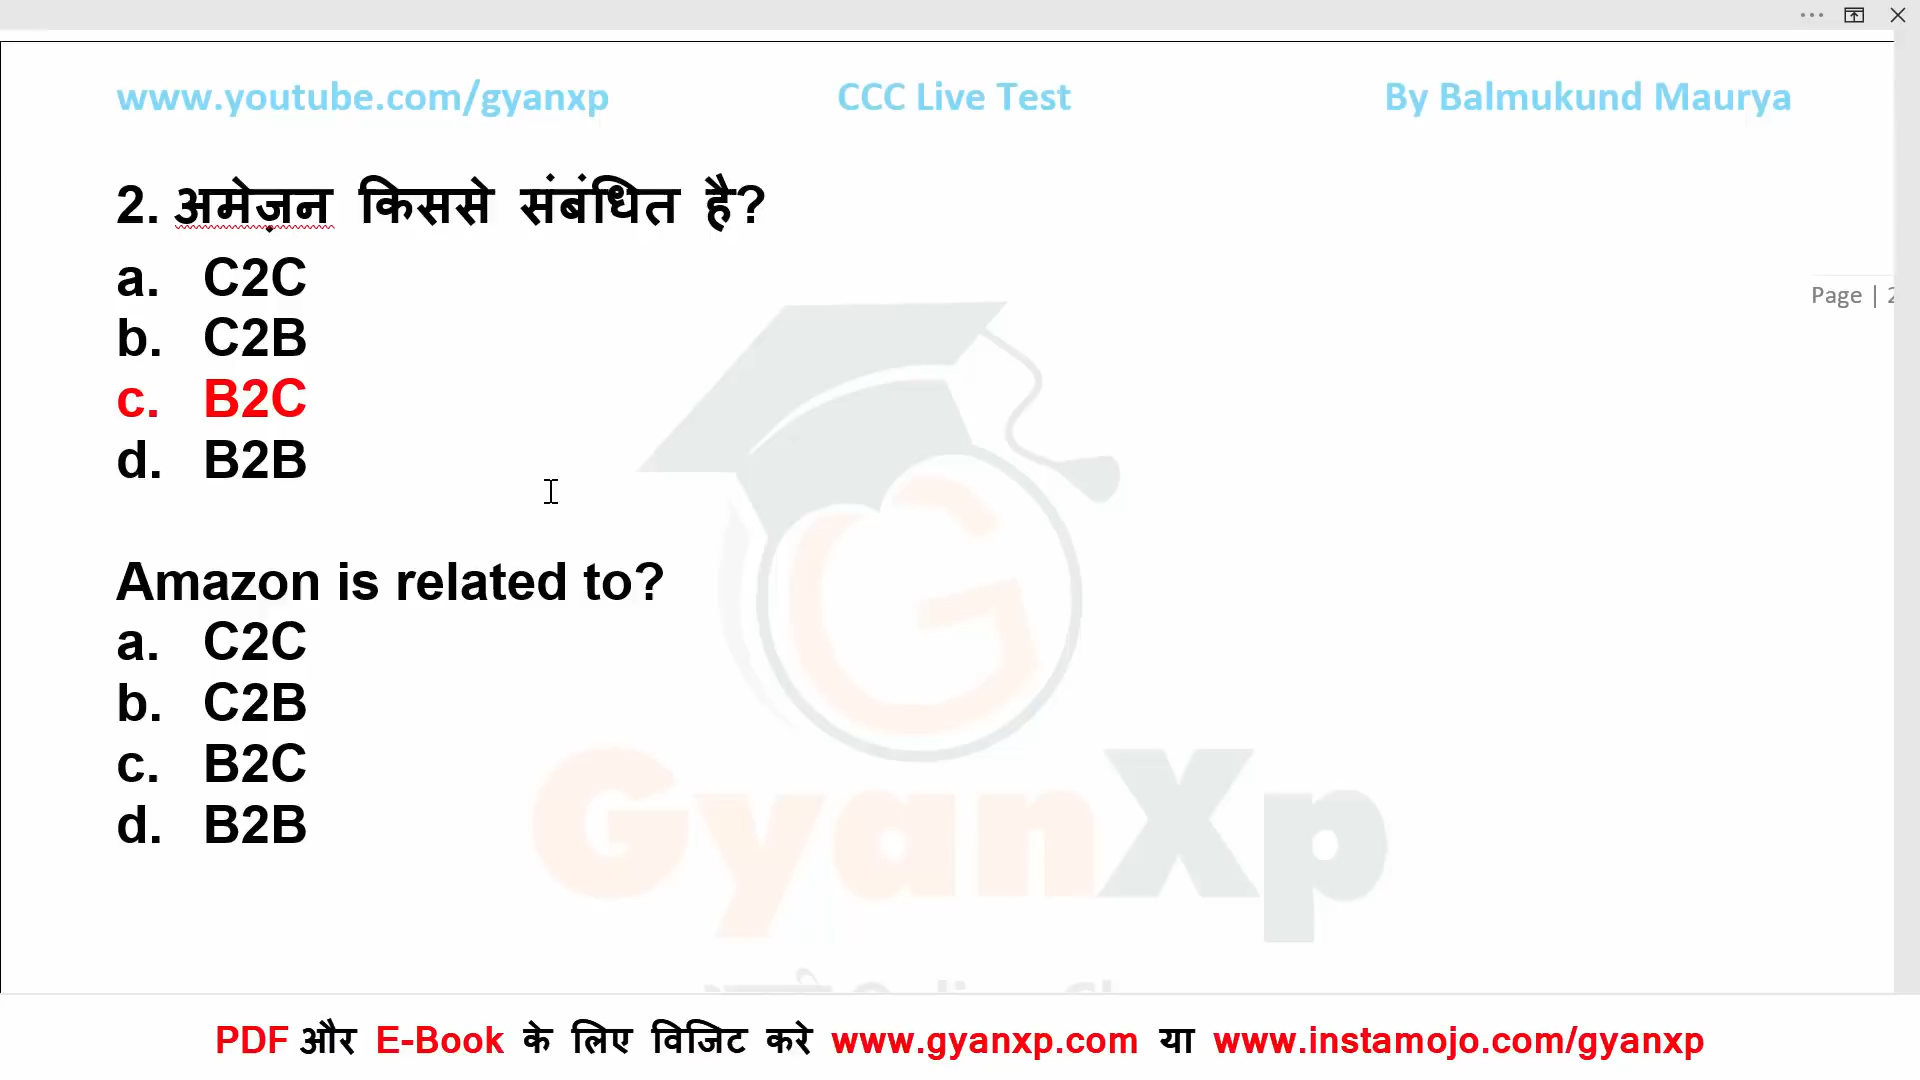 www.youtube.com/gyanxp CCC Live Test By Balmukund Maurya
2. अमेज़न किससे संबंधित है?
a. C2C
b. C2B
c. B2C
d. B2B
Page | 2
Amazon is related to?
a. C2C
b. C2B
c. B2C
d. B2B
GyanXp
PDF और E-Book के लिए विजिट करे www.gyanxp.com या www.instamojo.com/gyanxp